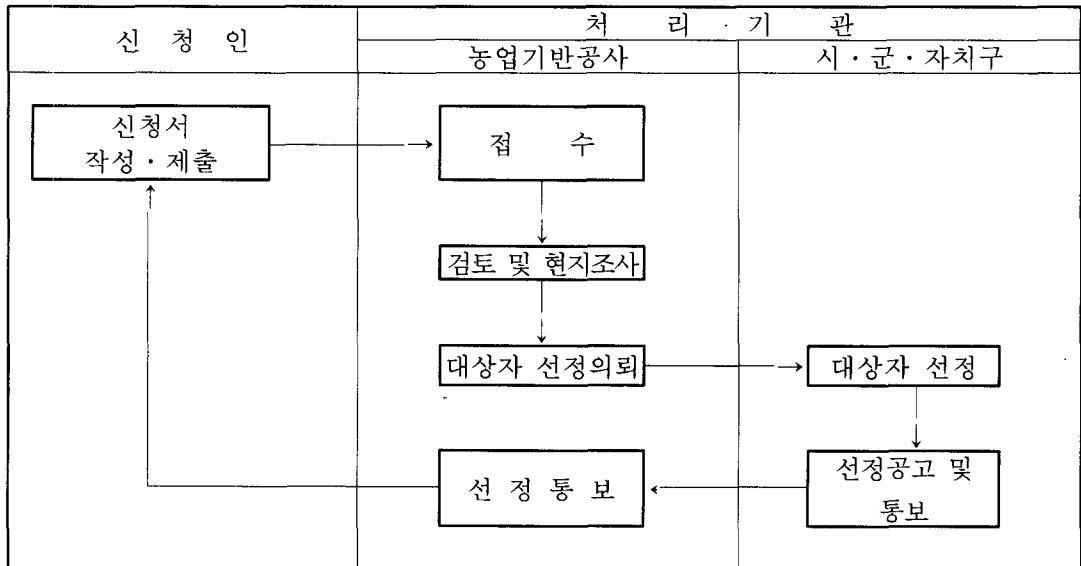 신 청 인
처 리 · 기 관
농업기반공사
시 · 군 · 자치구
신청서
작성 · 제출
접 수
검토 및 현지조사
대상자 선정의뢰
대상자 선정
선정공고 및
통보
선 정 통 보